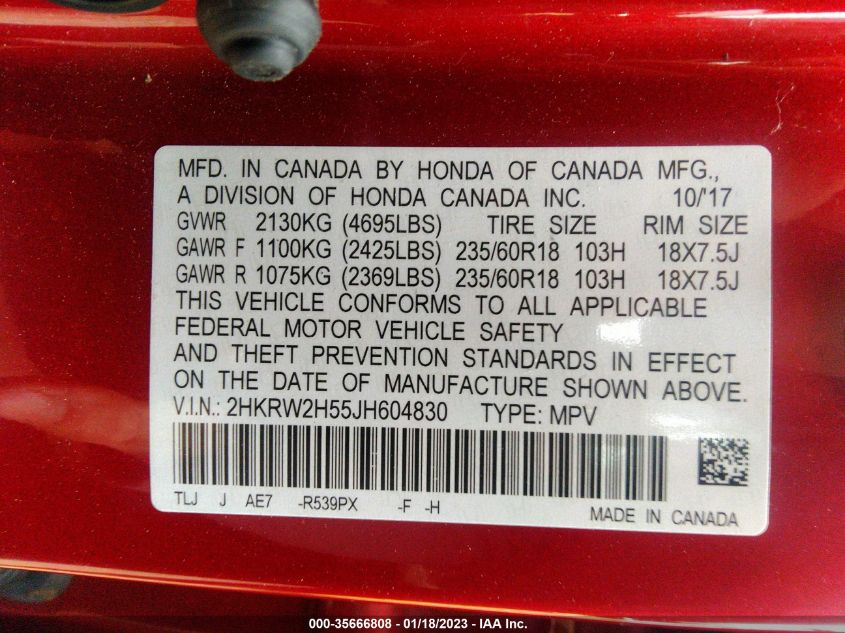 MFD. IN CANADA BY HONDA OF CANADA MFG.,
A DIVISION OF HONDA CANADA INC. 10/'17
GVWR 2130KG (4695LBS) TIRE SIZE RIM SIZE
GAWR F 1100KG (2425LBS) 235/60R18 103H 18X7.5J
GAWR R 1075KG (2369LBS) 235/60R18 103H 18X7.5J
THIS VEHICLE CONFORMS TO ALL APPLICABLE
FEDERAL MOTOR VEHICLE SAFETY
AND THEFT PREVENTION STANDARDS IN EFFECT
ON THE DATE OF MANUFACTURE SHOWN ABOVE.
V.I.N.: 2HKRW2H55JH604830 TYPE: MPV
TLJ J AE7 -R539PX -F -H
MADE IN CANADA
000-35666808 - 01/18/2023 - IAA Inc.